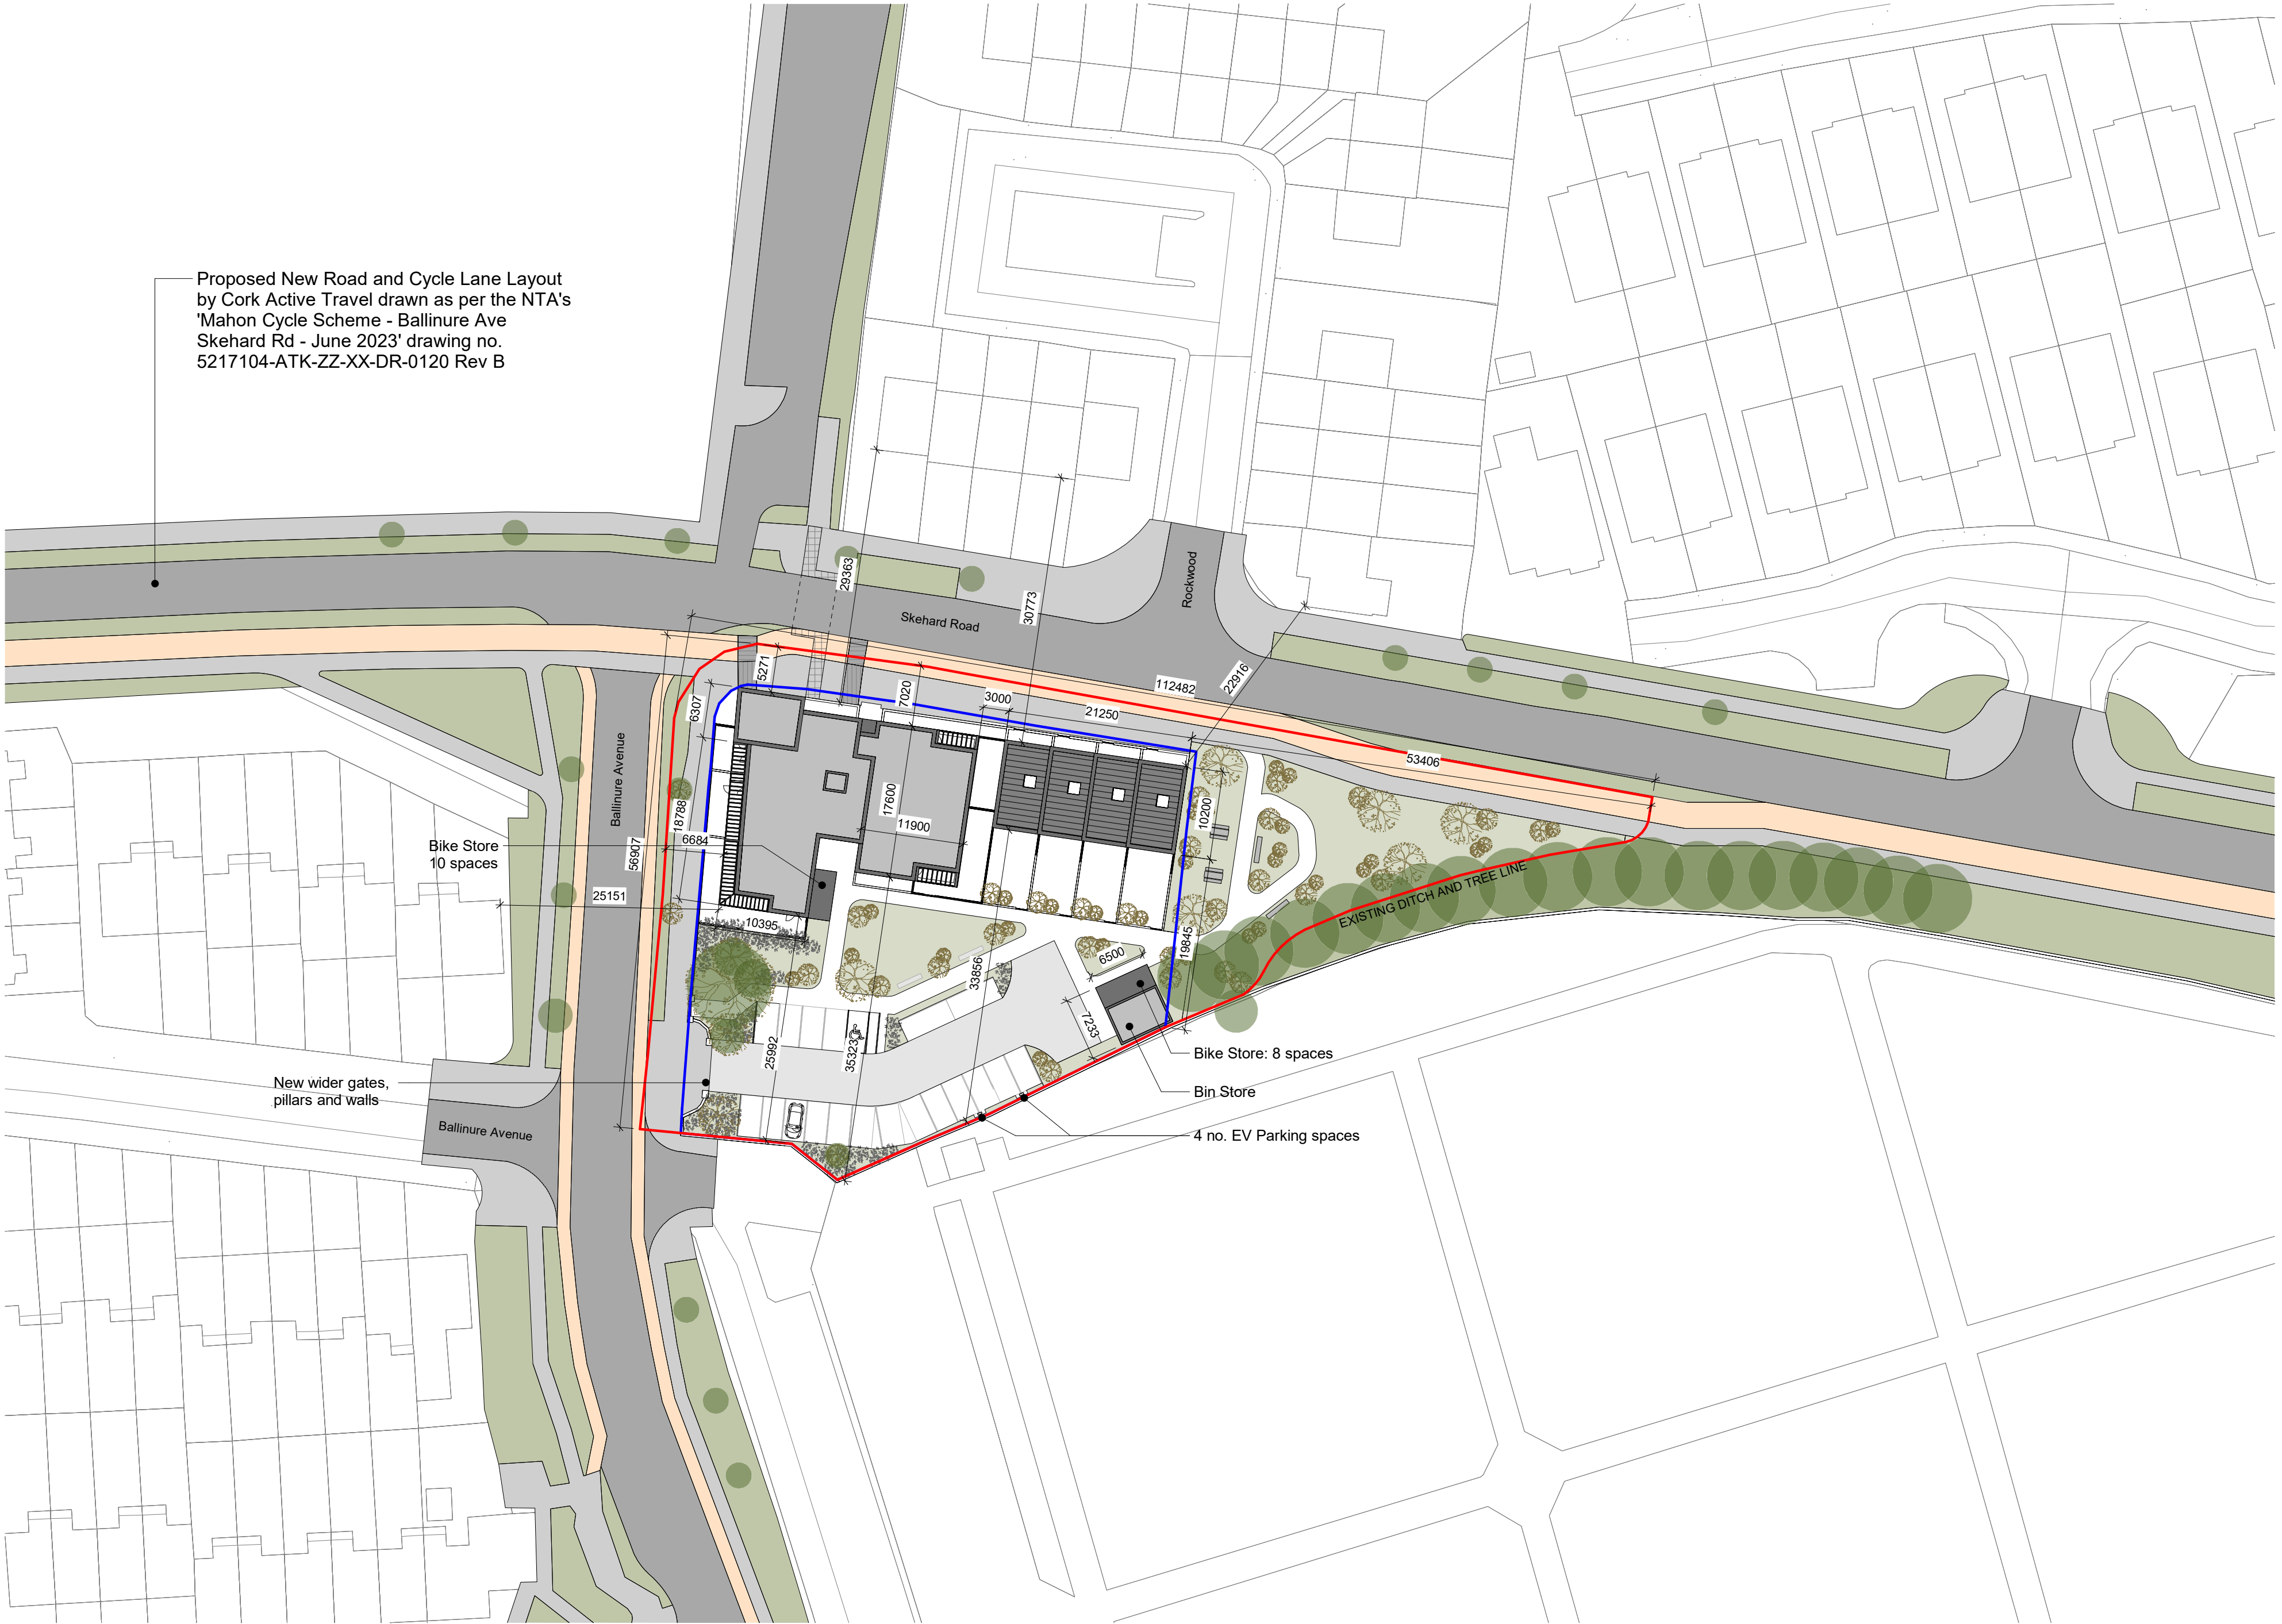 Proposed New Road and Cycle Lane Layout
by Cork Active Travel drawn as per the NTA's
'Mahon Cycle Scheme - Ballinure Ave
Skehard Rd - June 2023' drawing no.
5217104-ATK-ZZ-XX-DR-0120 Rev B
Rockwood
29363
30773
Skehard Road
5271
7020
6307
3000
21250
112482
22916
53406
Ballinure Avenue
18788
17600
11900
10200
6684
56907
Bike Store
10 spaces
25151
10395
EXISTING DITCH AND TREE LINE
33856
6500
19845
7233
25992
35323
Bike Store: 8 spaces
New wider gates,
pillars and walls
Bin Store
Ballinure Avenue
4 no. EV Parking spaces